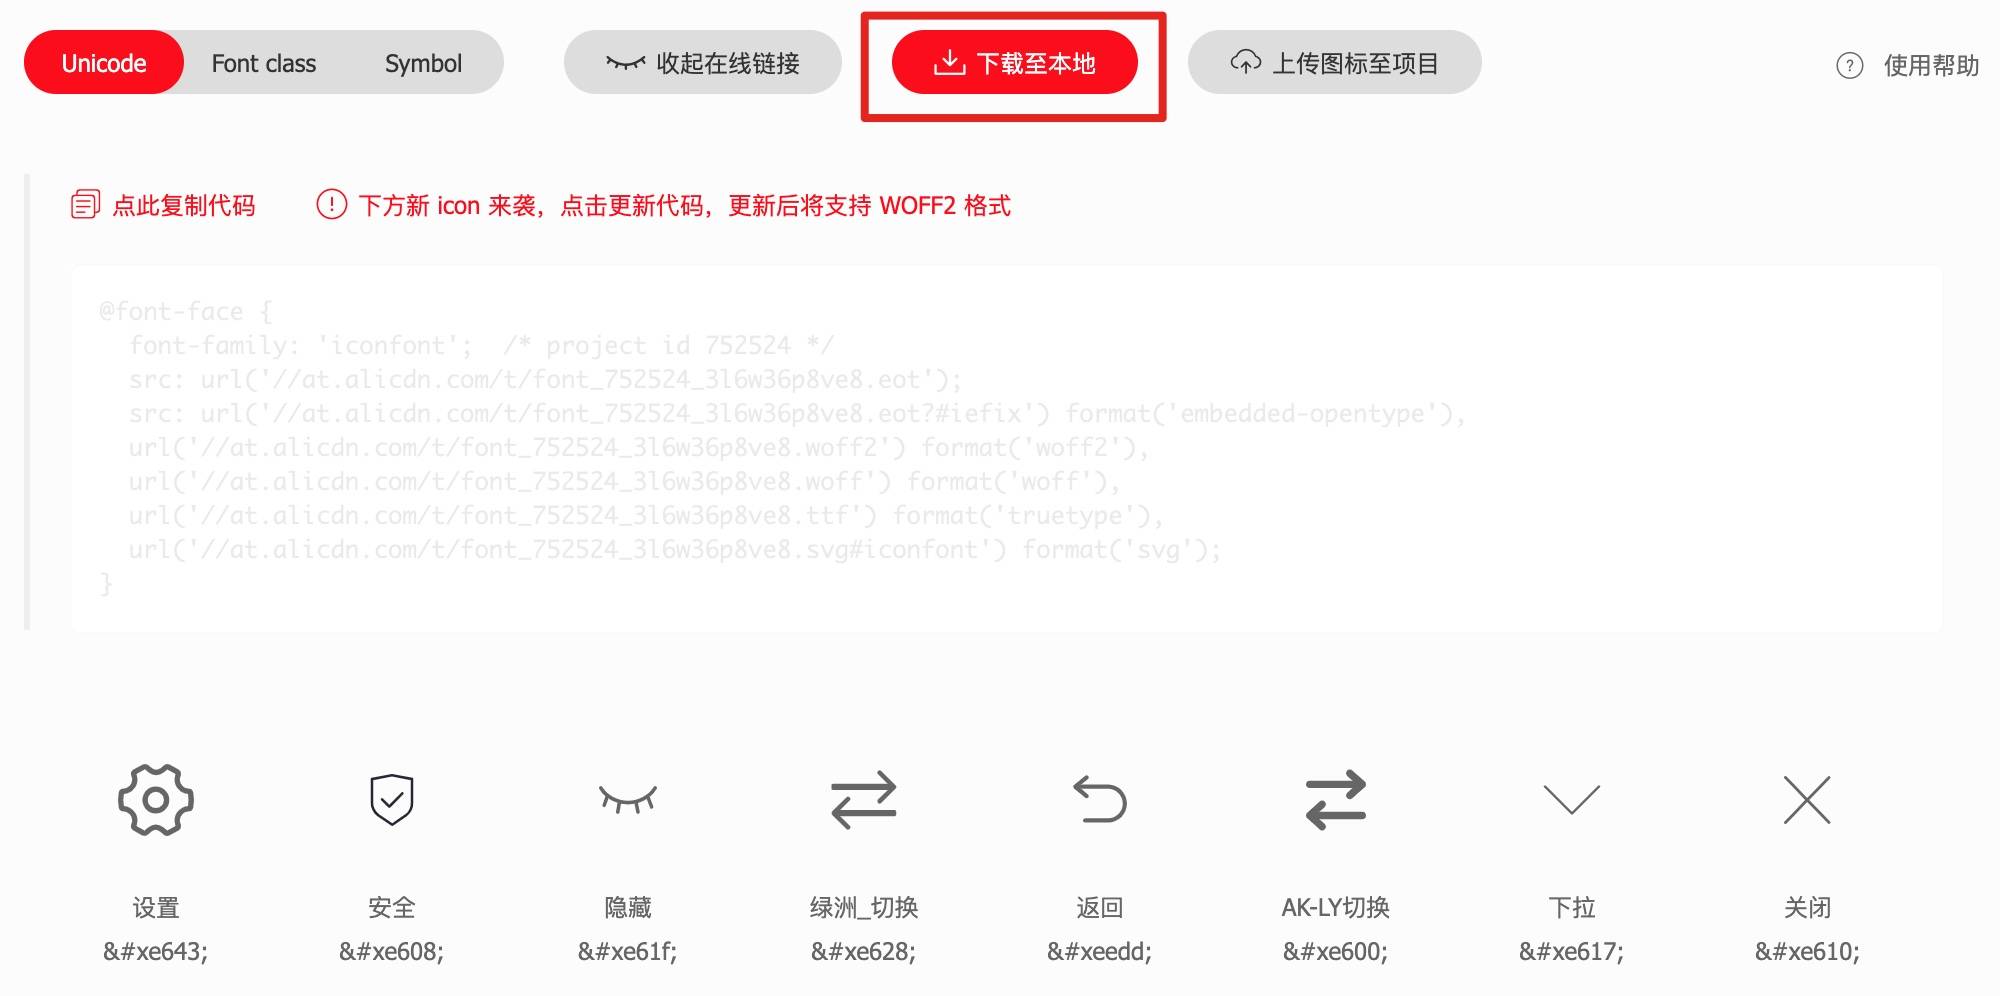 Unicode Font class Symbol 收起在线链接 下载至本地 上传图标至项目 ? 使用帮助
点此复制代码 下方新 icon 来袭，点击更新代码，更新后将支持 WOFF2 格式
@font-face {
  font-family: 'iconfont';  /* project id 752524 */
  src: url('//at.alicdn.com/t/font_752524_3l6w36p8ve8.eot');
  src: url('//at.alicdn.com/t/font_752524_3l6w36p8ve8.eot?#iefix') format('embedded-opentype'),
  url('//at.alicdn.com/t/font_752524_3l6w36p8ve8.woff2') format('woff2'),
  url('//at.alicdn.com/t/font_752524_3l6w36p8ve8.woff') format('woff'),
  url('//at.alicdn.com/t/font_752524_3l6w36p8ve8.ttf') format('truetype'),
  url('//at.alicdn.com/t/font_752524_3l6w36p8ve8.svg#iconfont') format('svg');
}
设置 安全 隐藏 绿洲_切换 返回 AK-LY切换 下拉 关闭
&#xe643; &#xe608; &#xe61f; &#xe628; &#xeedd; &#xe600; &#xe617; &#xe610;